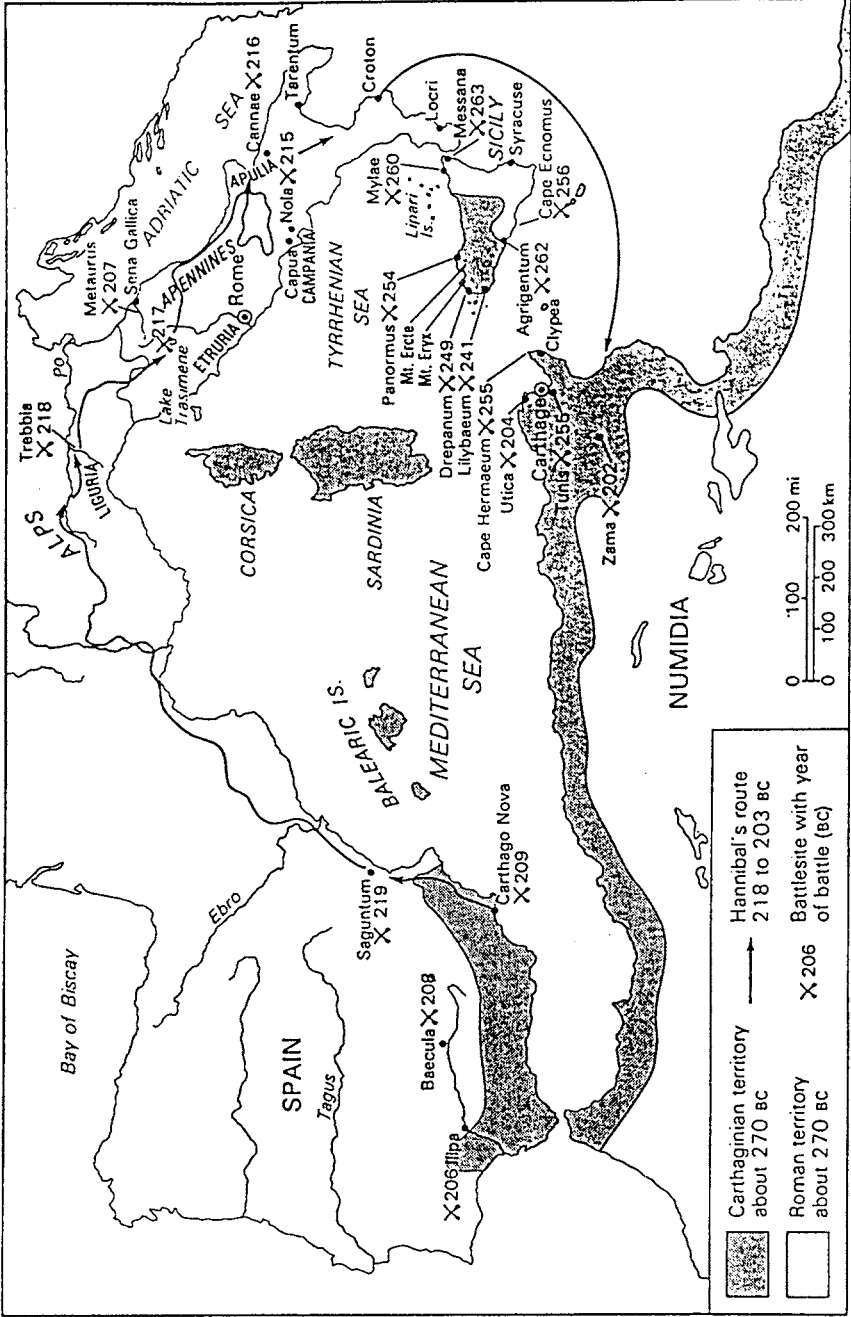 Bay of Biscay
Ebro
SPAIN
Tagus
Saguntum
X 219
Baecula X 208
X 206 Ilipa
Carthago Nova
X 209
BALEARIC IS.
MEDITERRANEAN
SEA
ALPS
LIGURIA
Trebbia
X 218
Po
CORSICA
SARDINIA
Metaurtis
X 207
Sena Gallica
ADRIATIC
SEA
X 217
APENNINES
Lake
Trasimene
ETRURIA
Rome
Cannae X 216
APULIA
Nola X 215
Capua
CAMPANIA
Tarentum
Croton
Locri
TYRRHENIAN
SEA
Lipari
Is.
Mylae
X 260
Messana
X 263
SICILY
Syracuse
Cape Ecnomus
X 256
Agrigentum
X 262
Panormus X 254
Mt. Ercte
Mt. Eryx
Drepanum X 249
Lilybaeum X 241
Cape Hermaeum X 255
Clypea
Utica X 204
Carthage
Tunis X 255
Zama X 202
NUMIDIA
0 100 200 mi
0 100 200 300 km
Carthaginian territory
about 270 BC
Roman territory
about 270 BC
Hannibal's route
218 to 203 BC
X 206
Battlesite with year
of battle (BC)